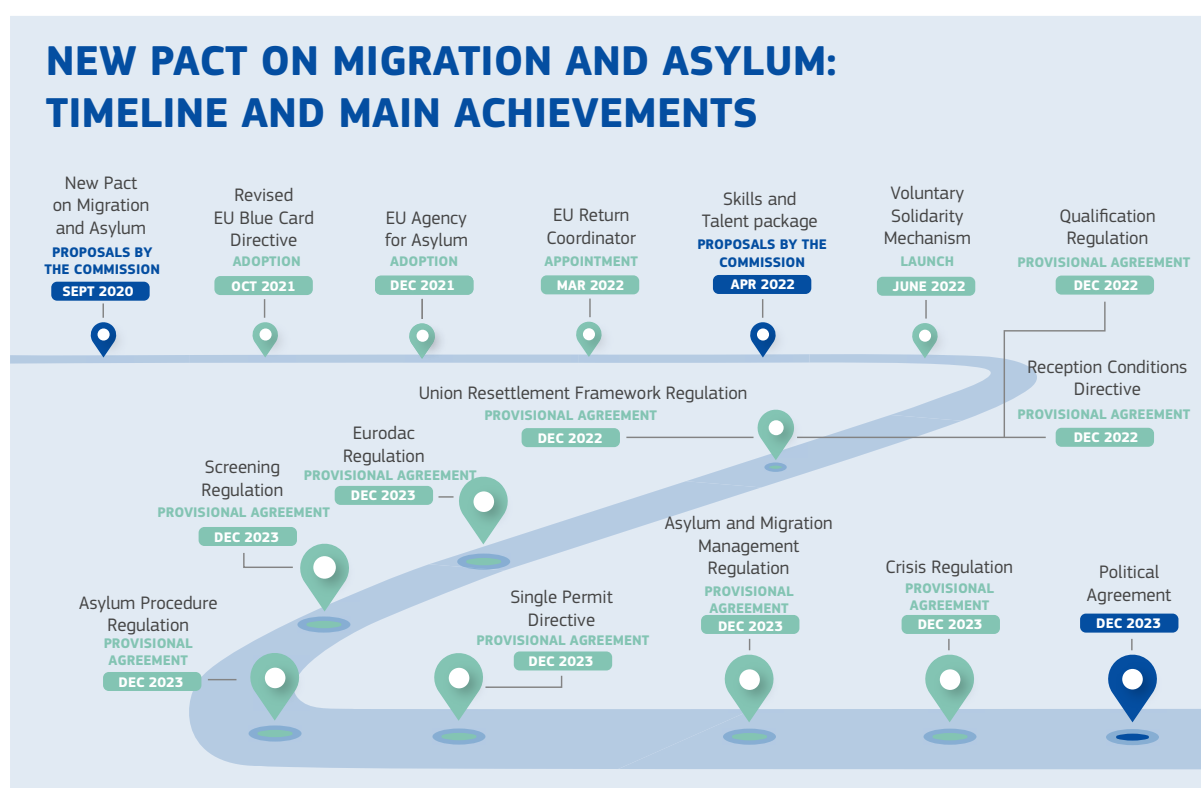 NEW PACT ON MIGRATION AND ASYLUM:
TIMELINE AND MAIN ACHIEVEMENTS
New Pact
on Migration
and Asylum
PROPOSALS BY
THE COMMISSION
SEPT 2020
Revised
EU Blue Card
Directive
ADOPTION
OCT 2021
EU Agency
for Asylum
ADOPTION
DEC 2021
EU Return
Coordinator
APPOINTMENT
MAR 2022
Skills and
Talent package
PROPOSALS BY THE
COMMISSION
APR 2022
Voluntary
Solidarity
Mechanism
LAUNCH
JUNE 2022
Qualification
Regulation
PROVISIONAL AGREEMENT
DEC 2022
Reception Conditions
Directive
PROVISIONAL AGREEMENT
DEC 2022
Union Resettlement Framework Regulation
PROVISIONAL AGREEMENT
DEC 2022
Eurodac
Regulation
PROVISIONAL AGREEMENT
DEC 2023
Screening
Regulation
PROVISIONAL AGREEMENT
DEC 2023
Asylum Procedure
Regulation
PROVISIONAL
AGREEMENT
DEC 2023
Single Permit
Directive
PROVISIONAL AGREEMENT
DEC 2023
Asylum and Migration
Management
Regulation
PROVISIONAL
AGREEMENT
DEC 2023
Crisis Regulation
PROVISIONAL
AGREEMENT
DEC 2023
Political
Agreement
DEC 2023